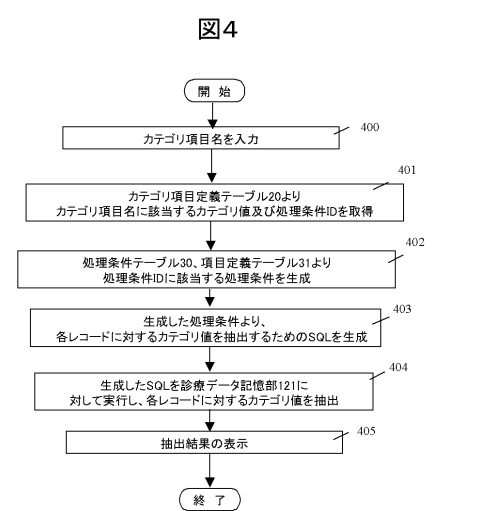 図４
開 始
400
カテゴリ項目名を入力
401
カテゴリ項目定義テーブル20より
カテゴリ項目名に該当するカテゴリ値及び処理条件IDを取得
402
処理条件テーブル30、項目定義テーブル31より
処理条件IDに該当する処理条件を生成
403
生成した処理条件より、
各レコードに対するカテゴリ値を抽出するためのSQLを生成
404
生成したSQLを診療データ記憶部121に
対して実行し、各レコードに対するカテゴリ値を抽出
405
抽出結果の表示
終 了